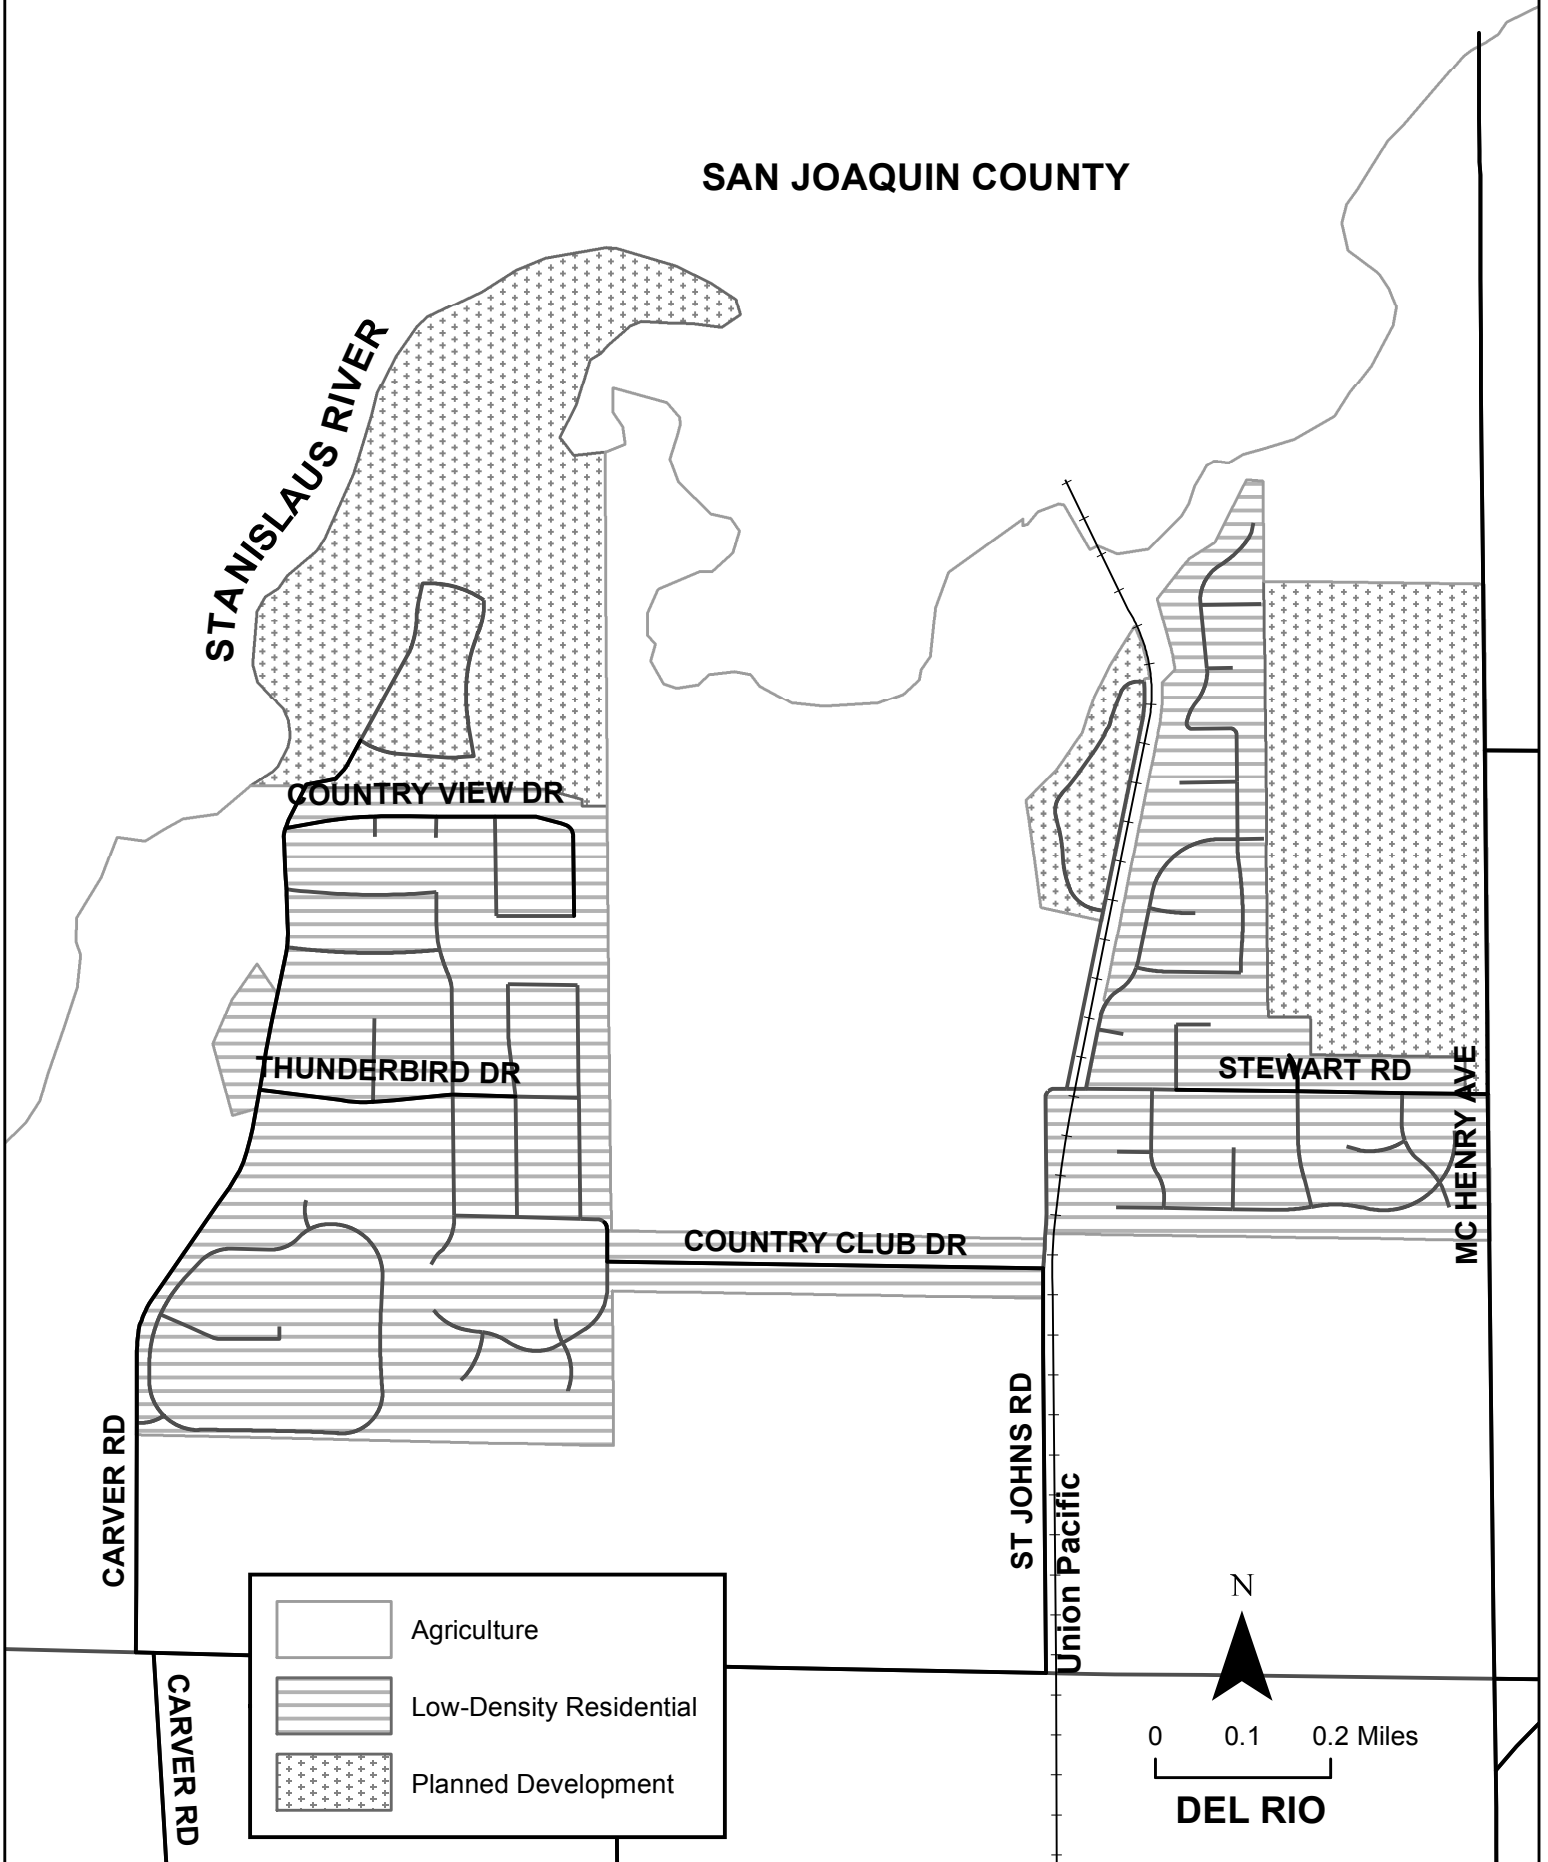 SAN JOAQUIN COUNTY
STANISLAUS RIVER
COUNTRY VIEW DR
THUNDERBIRD DR
STEWART RD
MC HENRY AVE
COUNTRY CLUB DR
CARVER RD
ST JOHNS RD
Union Pacific
Agriculture
Low-Density Residential
Planned Development
CARVER RD
N
0 0.1 0.2 Miles
DEL RIO